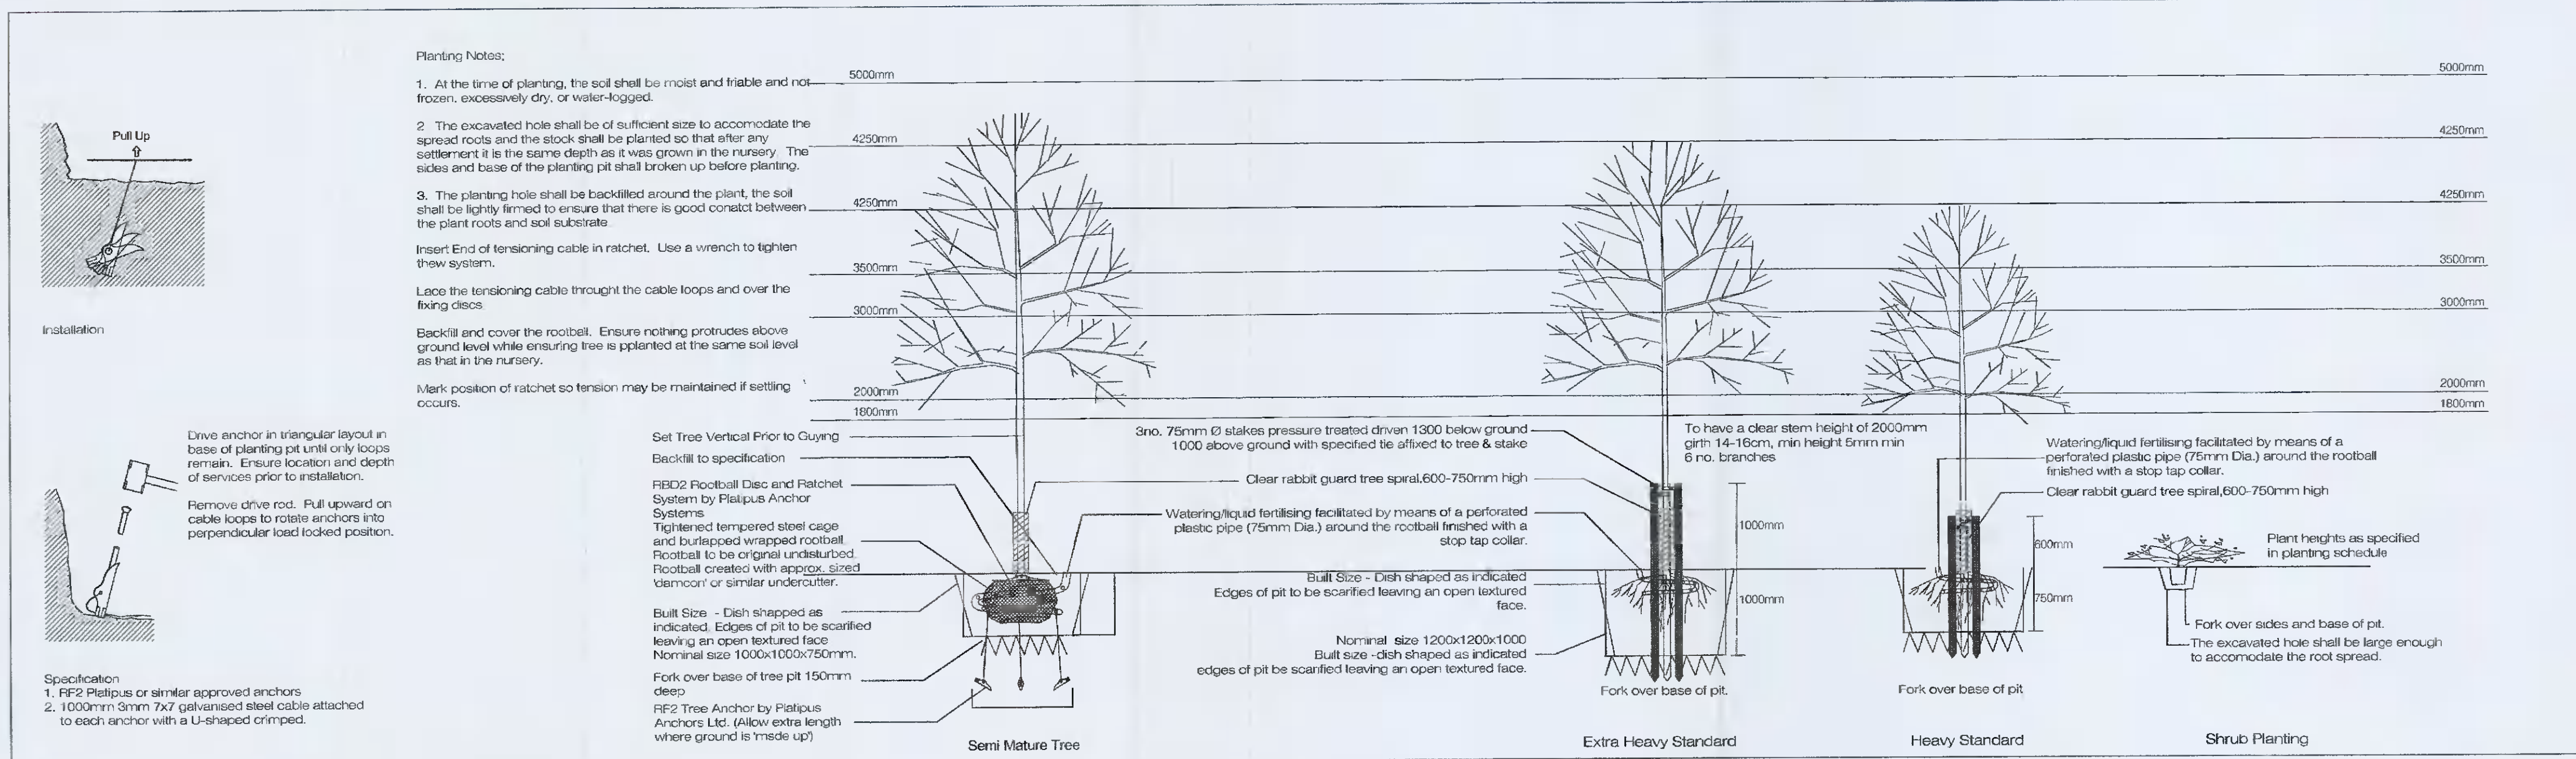 Planting Notes;
1. At the time of planting, the soil shall be moist and friable and not
frozen, excessively dry, or water-logged.
2 The excavated hole shall be of sufficient size to accomodate the
spread roots and the stock shall be planted so that after any
settlement it is the same depth as it was grown in the nursery. The
sides and base of the planting pit shall broken up before planting.
3. The planting hole shall be backfilled around the plant, the soil
shall be lightly firmed to ensure that there is good conatct between
the plant roots and soil substrate.
Insert End of tensioning cable in ratchet. Use a wrench to tighten
thew system.
Lace the tensioning cable throught the cable loops and over the
fixing discs
Backfill and cover the rootball. Ensure nothing protrudes above
ground level while ensuring tree is pplanted at the same soil level
as that in the nursery.
Mark position of ratchet so tension may be maintained if settling
occurs.
Pull Up
Installation
Drive anchor in triangular layout in
base of planting pit until only loops
remain. Ensure location and depth
of services prior to installation.
Remove drive rod. Pull upward on
cable loops to rotate anchors into
perpendicular load locked position.
Specification
1. RF2 Platipus or similar approved anchors
2. 1000mm 3mm 7x7 galvanised steel cable attached
to each anchor with a U-shaped crimped.
5000mm
4250mm
4250mm
3500mm
3000mm
2000mm
1800mm
Set Tree Vertical Prior to Guying
Backfill to specification
RBD2 Rootball Disc and Ratchet
System by Platipus Anchor
Systems
Tightened tempered steel cage
and burlapped wrapped rootball
Rootball to be original undisturbed
Rootball created with approx. sized
'damcon' or similar undercutter.
Built Size - Dish shapped as
indicated. Edges of pit to be scarified
leaving an open textured face
Nominal size 1000x1000x750mm.
Fork over base of tree pit 150mm
deep
RF2 Tree Anchor by Platipus
Anchors Ltd. (Allow extra length
where ground is 'msde up')
Semi Mature Tree
3no. 75mm Ø stakes pressure treated driven 1300 below ground
1000 above ground with specified tie affixed to tree & stake
Clear rabbit guard tree spiral,600-750mm high
Watering/liquid fertilising facilitated by means of a perforated
plastic pipe (75mm Dia.) around the rootball finished with a
stop tap collar.
Built Size - Dish shaped as indicated
Edges of pit to be scarified leaving an open textured
face.
Nominal size 1200x1200x1000
Built size -dish shaped as indicated
edges of pit be scarified leaving an open textured face.
To have a clear stem height of 2000mm
girth 14-16cm, min height 5mm min
6 no. branches
1000mm
1000mm
Fork over base of pit.
Extra Heavy Standard
Watering/liquid fertilising facilitated by means of a
perforated plastic pipe (75mm Dia.) around the rootball
finished with a stop tap collar.
Clear rabbit guard tree spiral,600-750mm high
600mm
750mm
Fork over base of pit
Heavy Standard
Plant heights as specified
in planting schedule
Fork over sides and base of pit.
The excavated hole shall be large enough
to accomodate the root spread.
Shrub Planting
5000mm
4250mm
4250mm
3500mm
3000mm
2000mm
1800mm